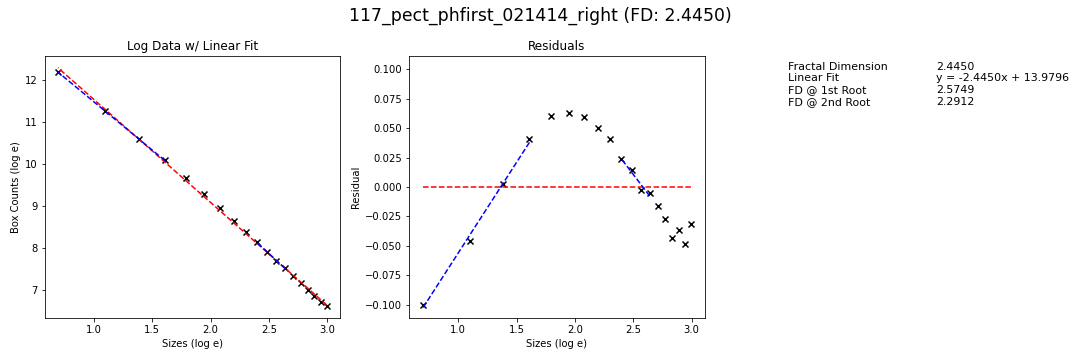 117_pect_phfirst_021414_right (FD: 2.4450)
Log Data w/ Linear Fit
Box Counts (log e)
12
11
10
9
8
7
1.0 1.5 2.0 2.5 3.0
Sizes (log e)
Residuals
Residual
0.100
0.075
0.050
0.025
0.000
−0.025
−0.050
−0.075
−0.100
1.0 1.5 2.0 2.5 3.0
Sizes (log e)
Fractal Dimension 2.4450
Linear Fit y = -2.4450x + 13.9796
FD @ 1st Root 2.5749
FD @ 2nd Root 2.2912